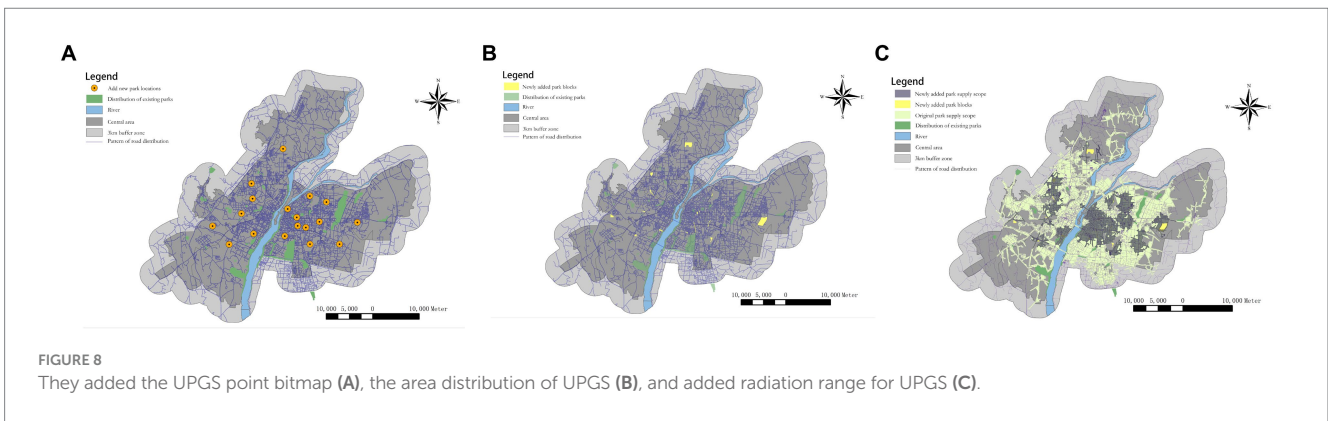 A
Legend
Add new park locations
Distribution of existing parks
River
Central area
3km buffer zone
Pattern of road distribution
N
W E
S
10,000 5,000 0 10,000 Meter
B
Legend
Newly added park blocks
Distribution of existing parks
River
Central area
3km buffer zone
Pattern of road distribution
N
W E
S
10,000 5,000 0 10,000 Meter
C
Legend
Newly added park supply scope
Newly added park blocks
Original park supply scope
Distribution of existing parks
River
Central area
3km buffer zone
Pattern of road distribution
N
W E
S
10,000 5,000 0 10,000 Meter
FIGURE 8
They added the UPGS point bitmap (A), the area distribution of UPGS (B), and added radiation range for UPGS (C).